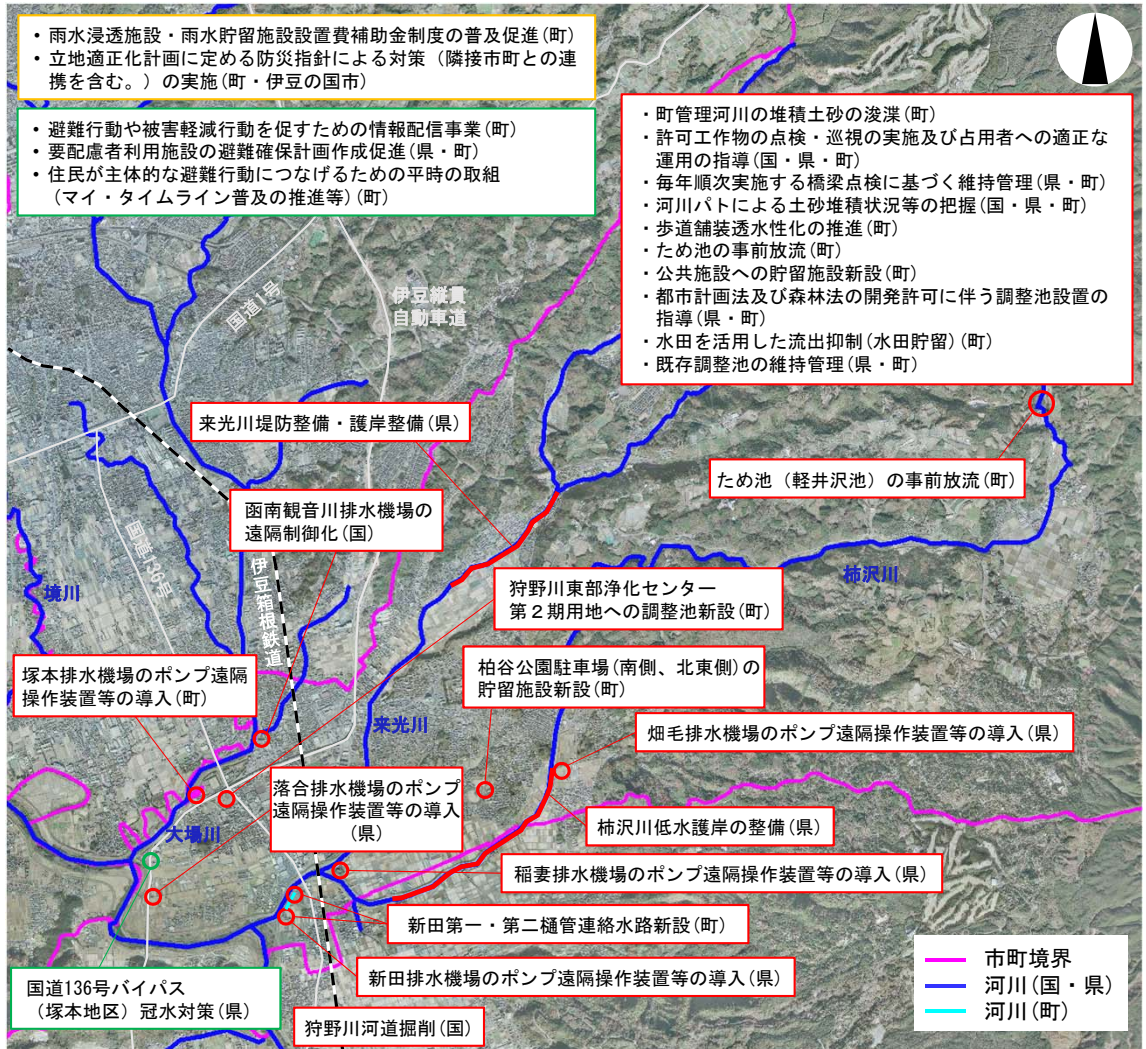 ・ 雨水浸透施設・雨水貯留施設設置費補助金制度の普及促進(町)
・ 立地適正化計画に定める防災指針による対策（隣接市町との連
携を含む。）の実施(町・伊豆の国市)
・ 避難行動や被害軽減行動を促すための情報配信事業(町)
・ 要配慮者利用施設の避難確保計画作成促進(県・町)
・ 住民が主体的な避難行動につなげるための平時の取組
（マイ・タイムライン普及の推進等)(町)
・町管理河川の堆積土砂の浚渫(町)
・許可工作物の点検・巡視の実施及び占用者への適正な
運用の指導(国・県・町)
・毎年順次実施する橋梁点検に基づく維持管理(県・町)
・河川パトによる土砂堆積状況等の把握(国・県・町)
・歩道舗装透水性化の推進(町)
・ため池の事前放流(町)
・公共施設への貯留施設新設(町)
・都市計画法及び森林法の開発許可に伴う調整池設置の
指導(県・町)
・水田を活用した流出抑制(水田貯留)(町)
・既存調整池の維持管理(県・町)
国道1号
伊豆縦貫
自動車道
来光川堤防整備・護岸整備(県)
ため池（軽井沢池）の事前放流(町)
函南観音川排水機場の
遠隔制御化(国)
国道136号
伊豆箱根鉄道
境川
柿沢川
狩野川東部浄化センター
第２期用地への調整池新設(町)
塚本排水機場のポンプ遠隔
操作装置等の導入(町)
柏谷公園駐車場(南側、北東側)の
貯留施設新設(町)
来光川
畑毛排水機場のポンプ遠隔操作装置等の導入(県)
落合排水機場のポンプ
遠隔操作装置等の導入
(県)
大場川
柿沢川低水護岸の整備(県)
稲妻排水機場のポンプ遠隔操作装置等の導入(県)
新田第一・第二樋管連絡水路新設(町)
新田排水機場のポンプ遠隔操作装置等の導入(県)
国道136号バイパス
（塚本地区）冠水対策(県)
狩野川河道掘削(国)
市町境界
河川(国・県)
河川(町)